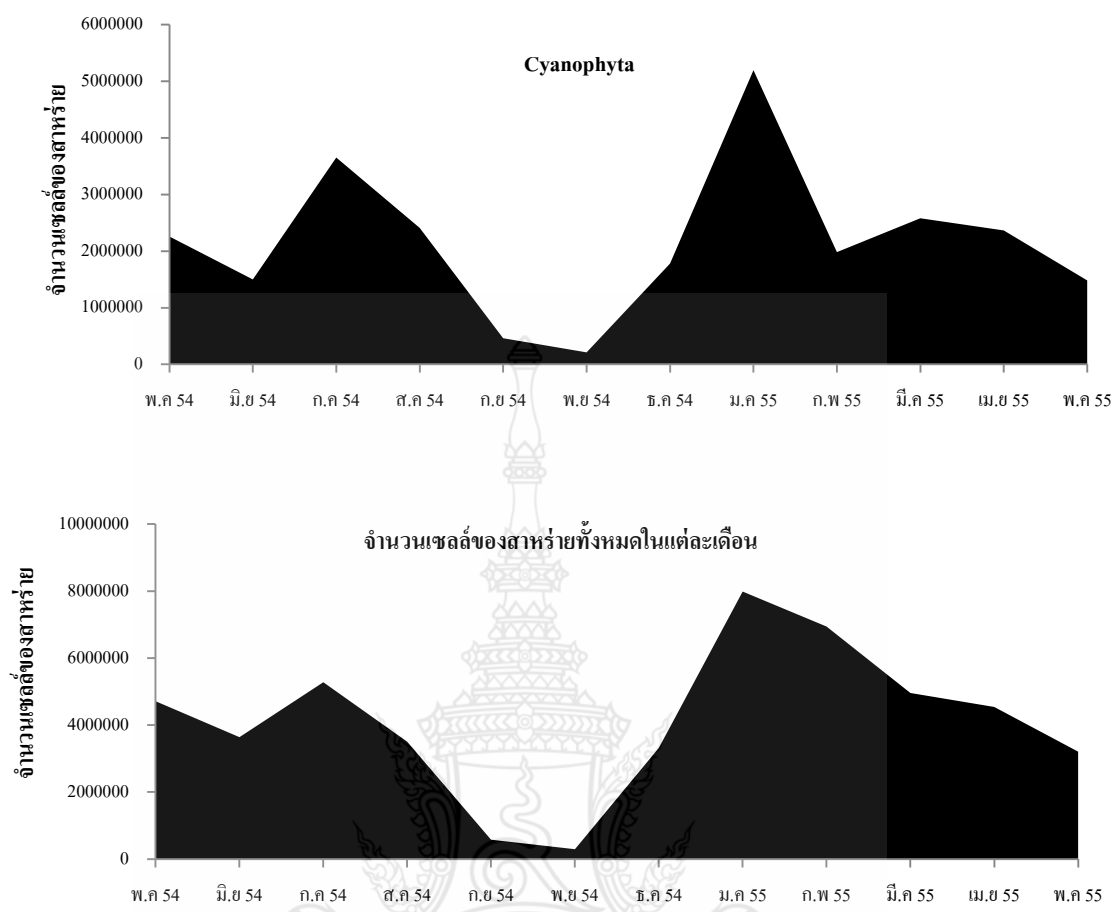 Cyanophyta
จำนวนเซลล์ของสาหร่าย
6000000
5000000
4000000
3000000
2000000
1000000
0
พ.ค 54 มิ.ย 54 ก.ค 54 ส.ค 54 ก.ย 54 พ.ย 54 ธ.ค 54 ม.ค 55 ก.พ 55 มี.ค 55 เม.ย 55 พ.ค 55
จำนวนเซลล์ของสาหร่ายทั้งหมดในแต่ละเดือน
จำนวนเซลล์ของสาหร่าย
10000000
8000000
6000000
4000000
2000000
0
พ.ค 54 มิ.ย 54 ก.ค 54 ส.ค 54 ก.ย 54 พ.ย 54 ธ.ค 54 ม.ค 55 ก.พ 55 มี.ค 55 เม.ย 55 พ.ค 55